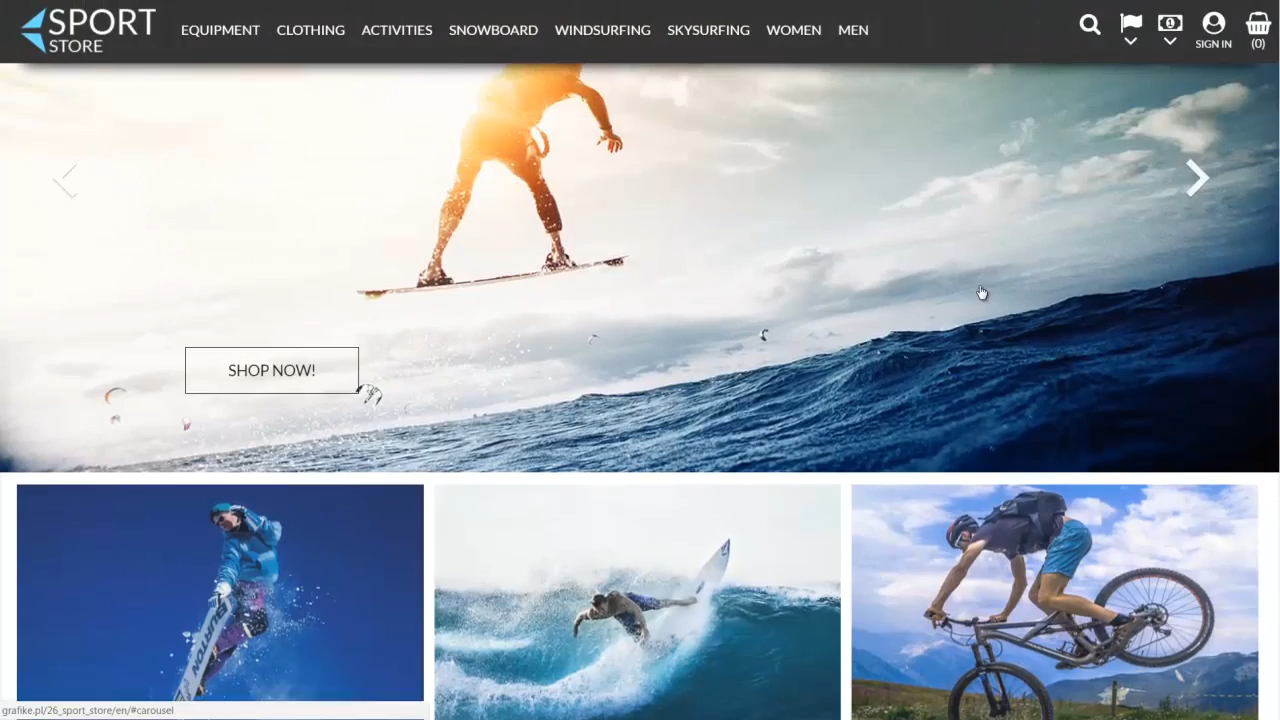 SPORT
STORE
EQUIPMENT CLOTHING ACTIVITIES SNOWBOARD WINDSURFING SKYSURFING WOMEN MEN
SIGN IN
(0)
SHOP NOW!
BURTON
grafike.pl/26_sport_store/en/#carousel